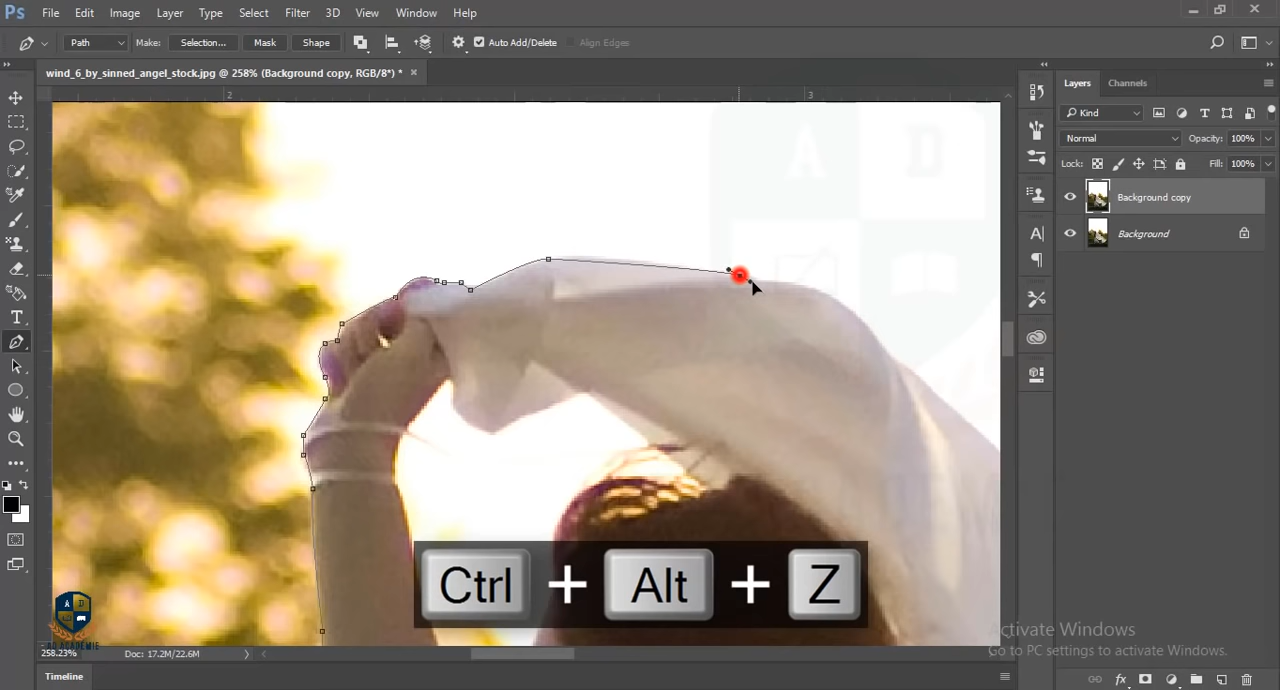 Ps File Edit Image Layer Type Select Filter 3D View Window Help
Path Make: Selection... Mask Shape Auto Add/Delete Align Edges
wind_6_by_sinned_angel_stock.jpg @ 258% (Background copy, RGB/8*) * ×
2 3
Layers Channels
Kind
Normal Opacity: 100%
Lock: Fill: 100%
Background copy
Background
A D
Ctrl + Alt + Z
A D
AD ACADEMIE
Activate Windows
Go to PC settings to activate Windows.
258.23% Doc: 17.2M/22.6M
Timeline